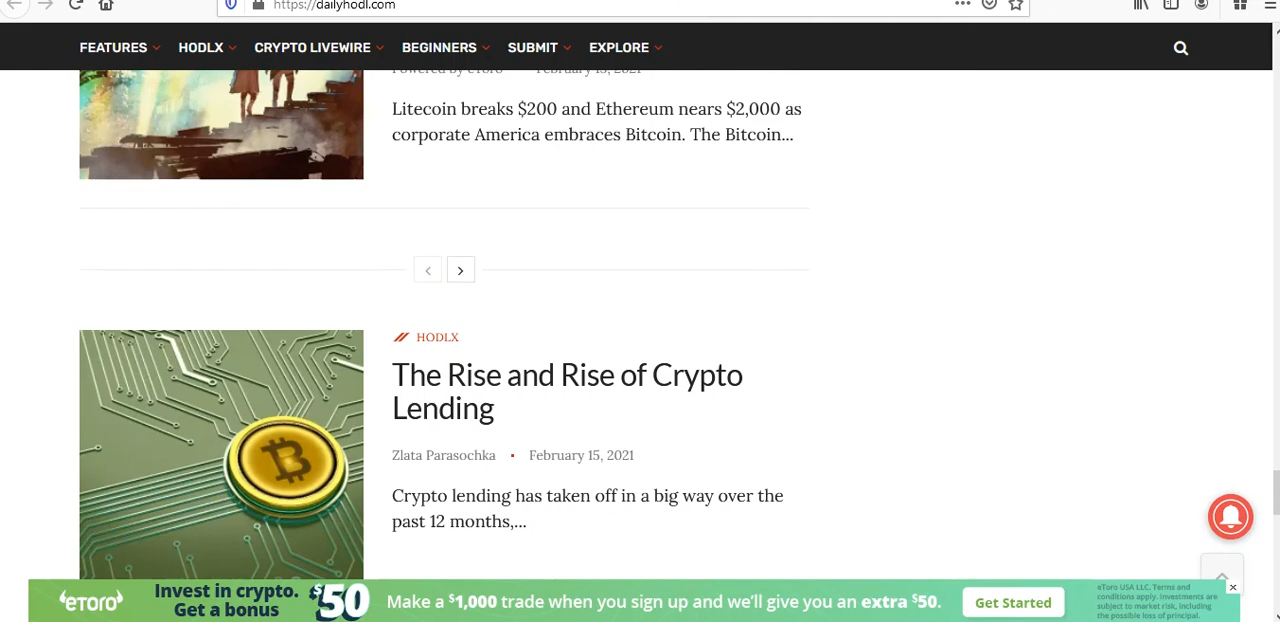 https://dailyhodl.com
FEATURES HODLX CRYPTO LIVEWIRE BEGINNERS SUBMIT EXPLORE
Powered by eToro February 15, 2021
Litecoin breaks $200 and Ethereum nears $2,000 as
corporate America embraces Bitcoin. The Bitcoin...
HODLX
The Rise and Rise of Crypto
Lending
Zlata Parasochka February 15, 2021
Crypto lending has taken off in a big way over the
past 12 months,...
eToro Invest in crypto. Get a bonus $50 Make a $1,000 trade when you sign up and we'll give you an extra $50. Get Started
eToro USA LLC. Terms and
conditions apply. Investments are
subject to market risk, including
the possible loss of principal.